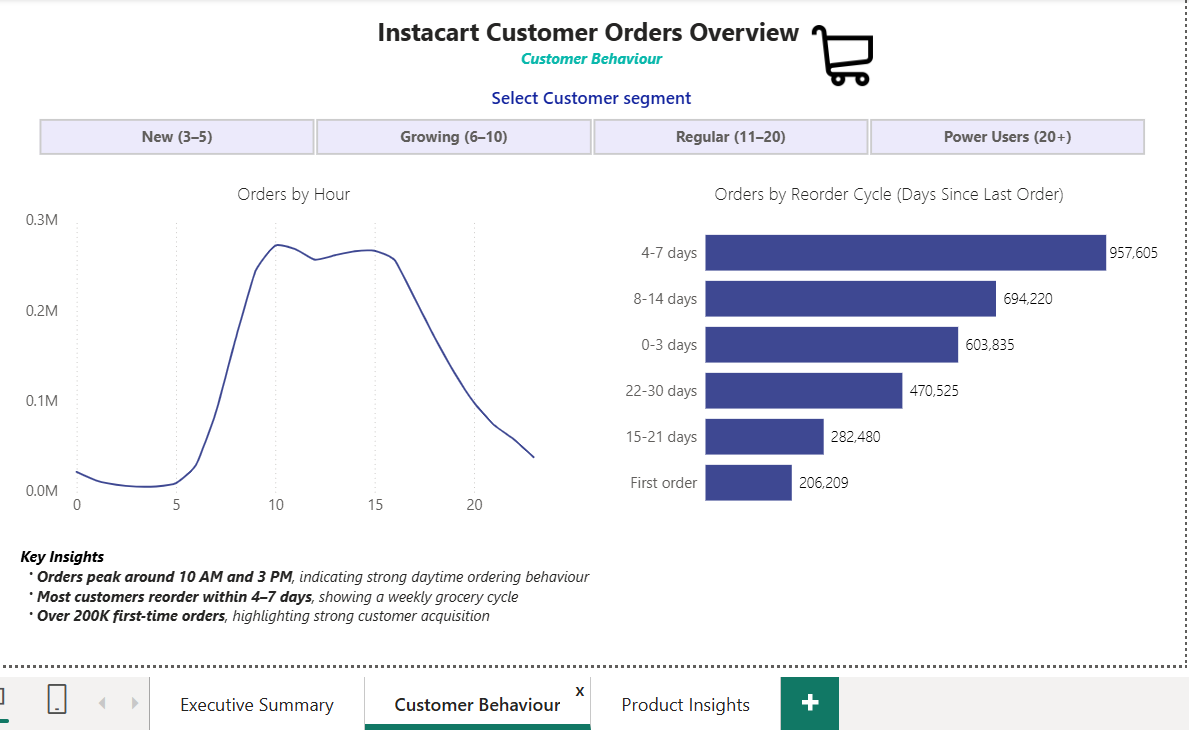 Instacart Customer Orders Overview
Customer Behaviour
Select Customer segment
New (3–5)
Growing (6–10)
Regular (11–20)
Power Users (20+)
Orders by Hour
0.3M
0.2M
0.1M
0.0M
0 5 10 15 20
Orders by Reorder Cycle (Days Since Last Order)
4-7 days 957,605
8-14 days 694,220
0-3 days 603,835
22-30 days 470,525
15-21 days 282,480
First order 206,209
Key Insights
· Orders peak around 10 AM and 3 PM, indicating strong daytime ordering behaviour
· Most customers reorder within 4–7 days, showing a weekly grocery cycle
· Over 200K first-time orders, highlighting strong customer acquisition
Executive Summary
Customer Behaviour x
Product Insights
+